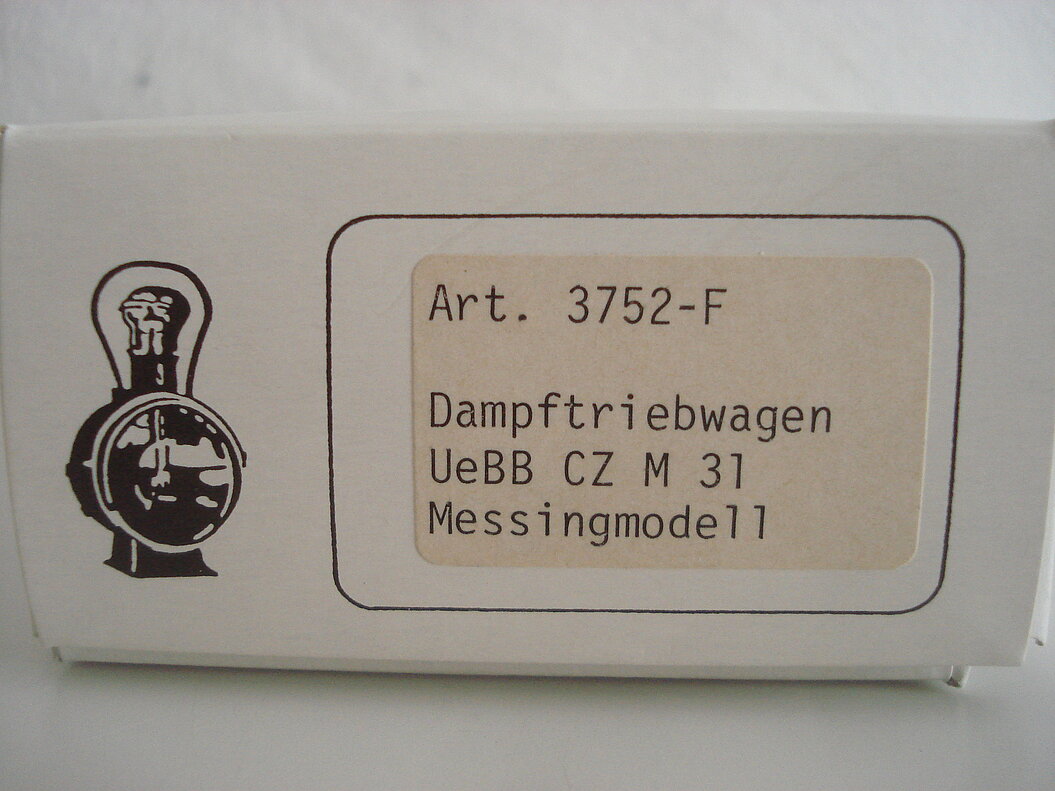 Art. 3752-F
Dampftriebwagen
UeBB CZ M 31
Messingmodell